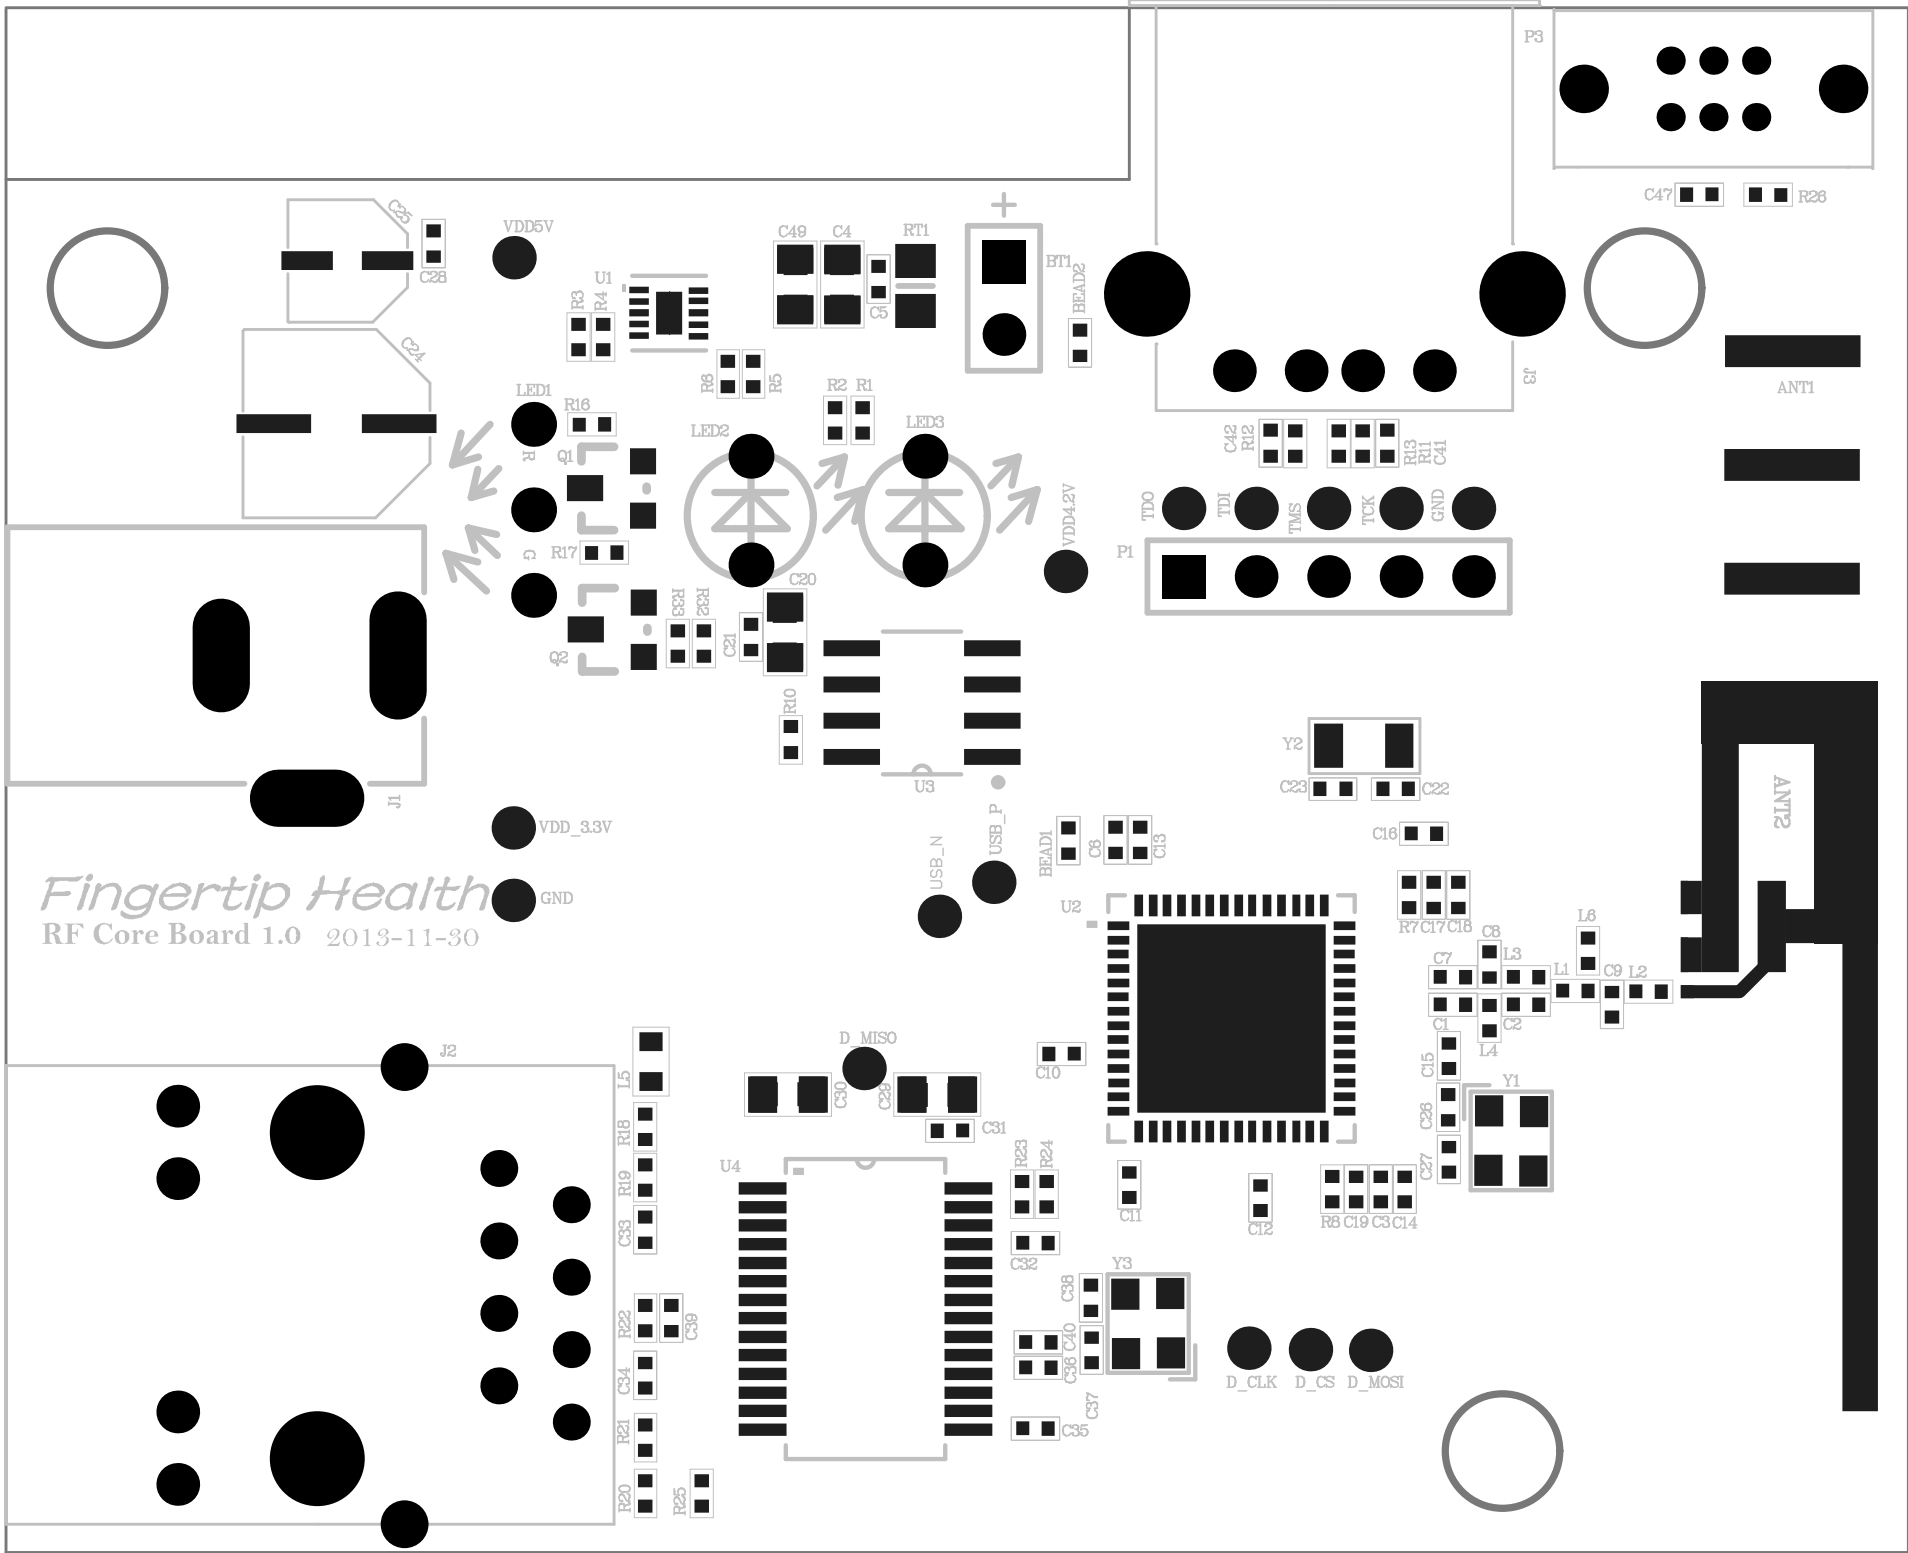 P3
C47
R26
C25
C28
VDD5V
C49
C4
RT1
C5
+
BT1
BEAD2
U1
R3
R4
C24
R6
R5
J3
ANT1
LED1
R
G
R16
Q1
R17
R2
R1
LED2
LED3
C42
R12
R13
R11
C41
VDD4.2V
TDO
TDI
TMS
TCK
GND
P1
Q2
R33
R32
C21
C20
R10
U3
J1
Y2
C23
C22
C16
ANT2
VDD_3.3V
GND
USB_N
USB_P
BEAD1
C6
C13
Fingertip Health
RF Core Board 1.0 2013-11-30
U2
R7
C17
C18
C7
C8
L3
L6
L1
C9
L2
C1
C2
L4
C15
C26
C27
Y1
J2
L5
D_MISO
C30
C29
C31
C10
R18
R19
C33
U4
R23
R24
C11
C12
R8
C19
C3
C14
C32
C38
Y3
R22
C39
C34
C40
C36
C37
C35
D_CLK
D_CS
D_MOSI
R21
R20
R25